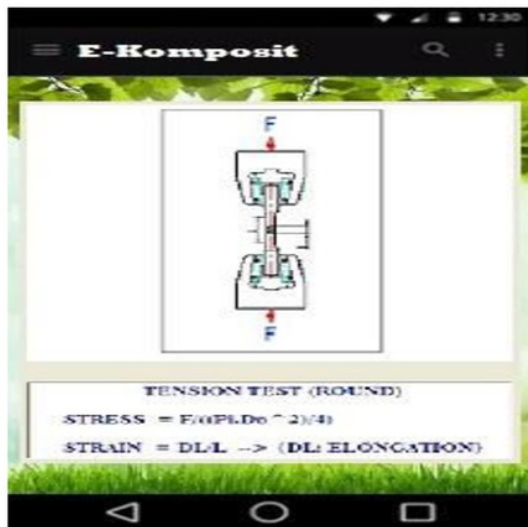 12:30
E-Komposit
F
F
TENSION TEST (ROUND)
STRESS = F/((Pi.Do^2)/4)
STRAIN = DL/L --> (DL: ELONGATION)